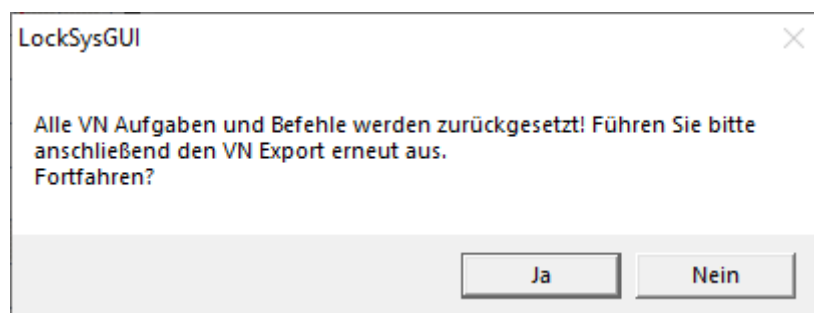 LockSysGUI
Alle VN Aufgaben und Befehle werden zurückgesetzt! Führen Sie bitte
anschließend den VN Export erneut aus.
Fortfahren?
Ja
Nein